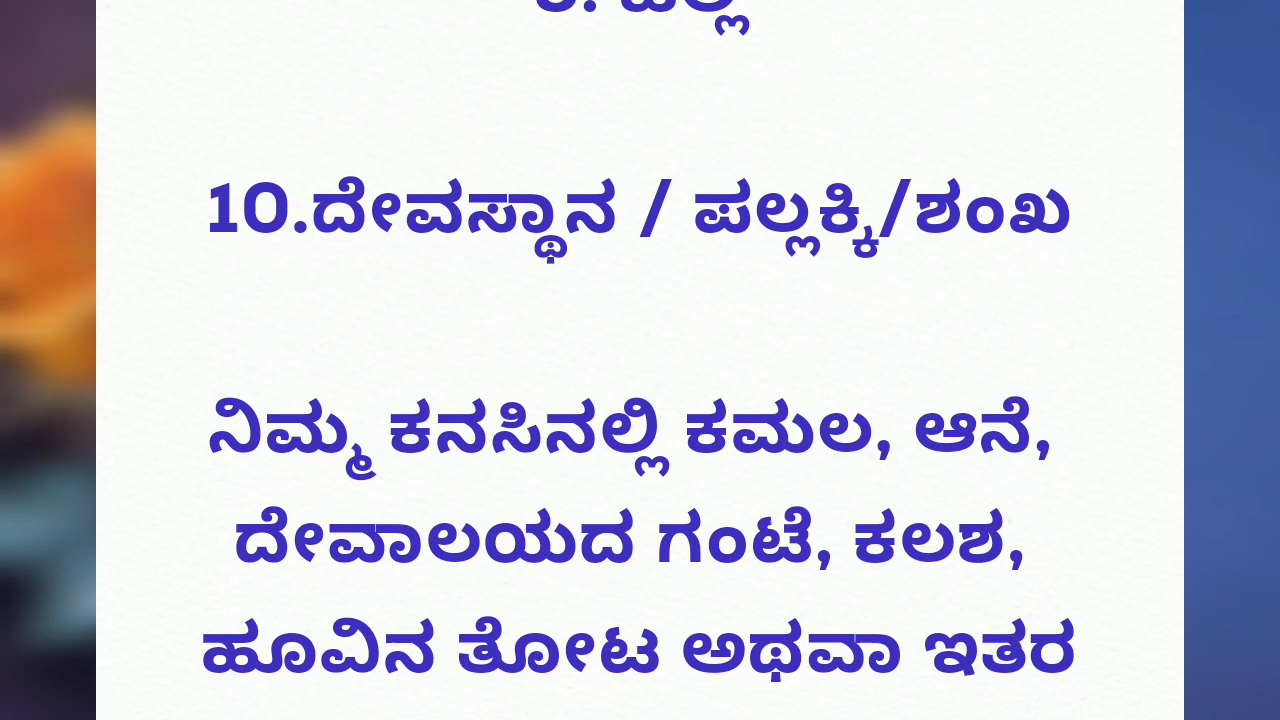 10.ದೇವಸ್ಥಾನ / ಪಲ್ಲಕ್ಕಿ/ಶಂಖ
ನಿಮ್ಮ ಕನಸಿನಲ್ಲಿ ಕಮಲ, ಆನೆ,
ದೇವಾಲಯದ ಗಂಟೆ, ಕಲಶ,
ಹೂವಿನ ತೋಟ ಅಥವಾ ಇತರ